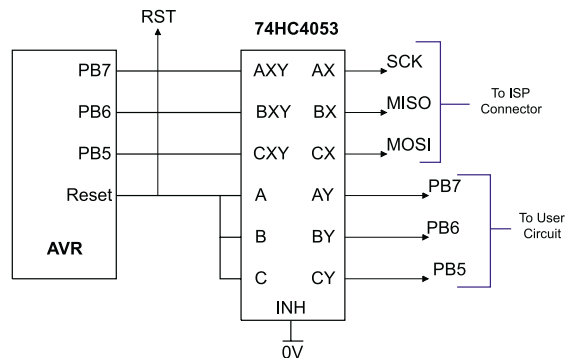 RST
74HC4053
PB7 AXY AX SCK
PB6 BXY BX MISO
PB5 CXY CX MOSI
To ISP
Connector
Reset A AY PB7
AVR B BY PB6
C CY PB5
To User
Circuit
INH
0V